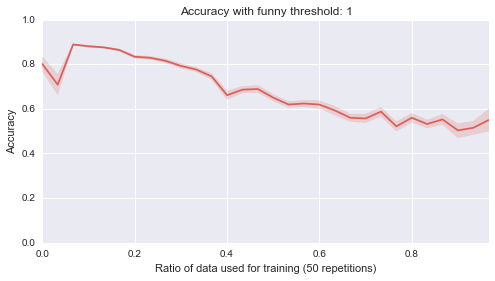 Accuracy with funny threshold: 1
1.0
0.8
0.6
0.4
0.2
0.0
Accuracy
0.0 0.2 0.4 0.6 0.8
Ratio of data used for training (50 repetitions)